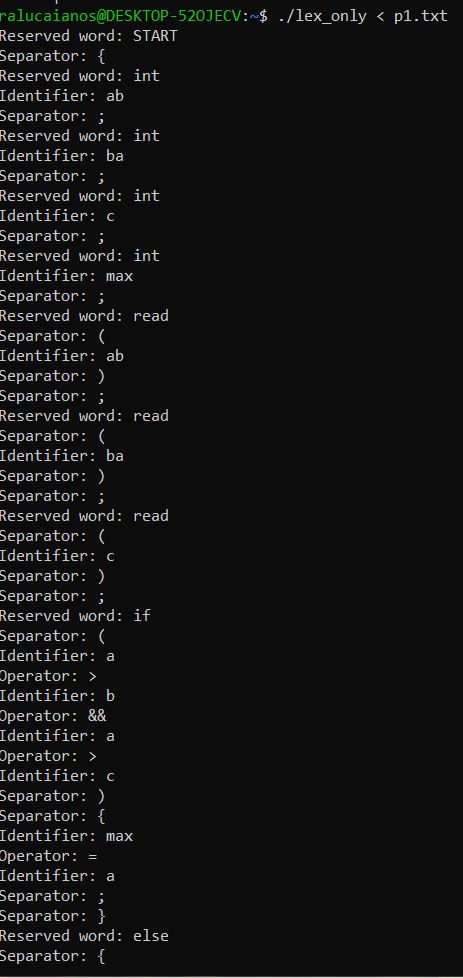 ralucaianos@DESKTOP-52OJECV:~$ ./lex_only < p1.txt
Reserved word: START
Separator: {
Reserved word: int
Identifier: ab
Separator: ;
Reserved word: int
Identifier: ba
Separator: ;
Reserved word: int
Identifier: c
Separator: ;
Reserved word: int
Identifier: max
Separator: ;
Reserved word: read
Separator: (
Identifier: ab
Separator: )
Separator: ;
Reserved word: read
Separator: (
Identifier: ba
Separator: )
Separator: ;
Reserved word: read
Separator: (
Identifier: c
Separator: )
Separator: ;
Reserved word: if
Separator: (
Identifier: a
Operator: >
Identifier: b
Operator: &&
Identifier: a
Operator: >
Identifier: c
Separator: )
Separator: {
Identifier: max
Operator: =
Identifier: a
Separator: ;
Separator: }
Reserved word: else
Separator: {